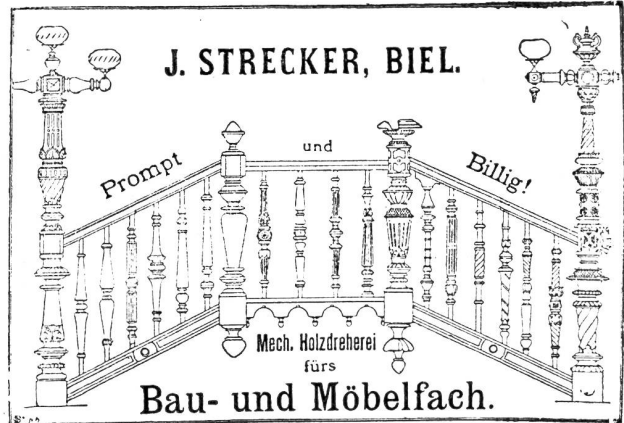 J. STRECKER, BIEL.
Prompt und Billig!
Mech. Holzdreherei
fürs
Bau- und Möbelfach.